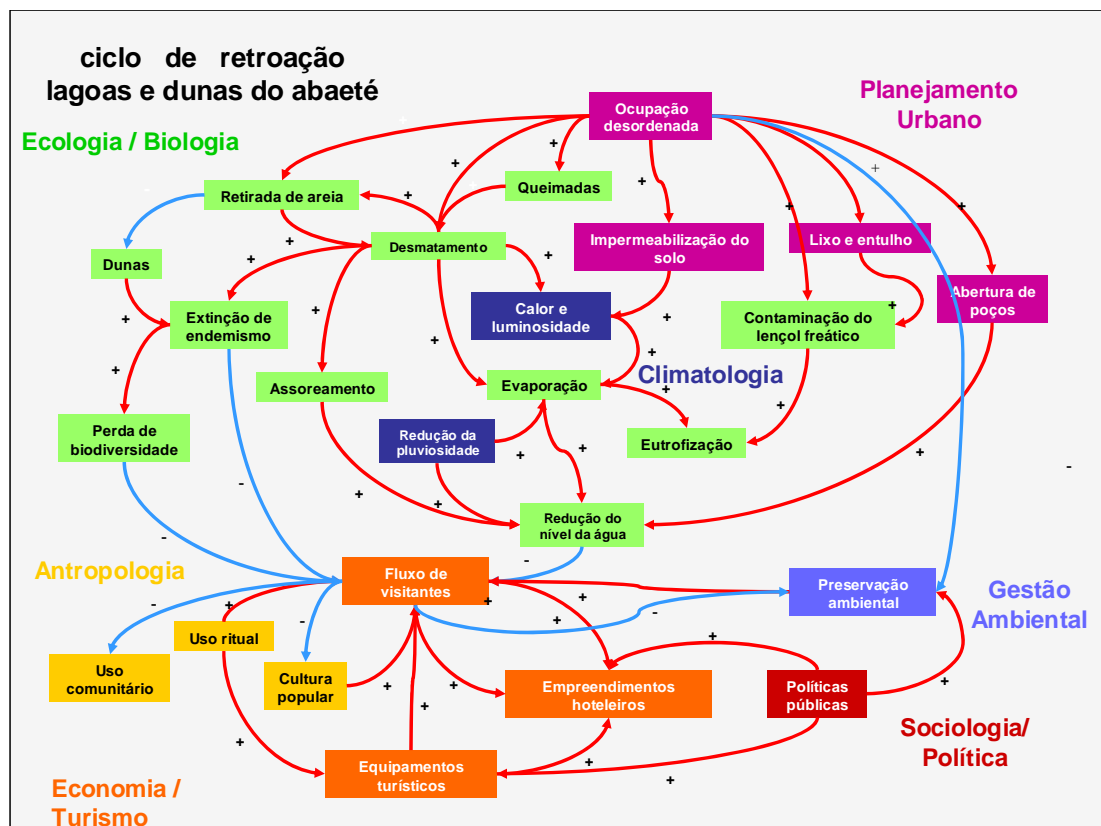 ciclo de retroação
lagoas e dunas do abaeté
Planejamento
Urbano
Ecologia / Biologia
Ocupação
desordenada
+
+
+
Retirada de areia
Queimadas
+
+
+
+
+
+
Desmatamento
Impermeabilização do
solo
Lixo e entulho
+
+
+
Dunas
Abertura de
poços
Extinção de
endemismo
Calor e
luminosidade
Contaminação do
lençol freático
+
+
+
+
+
+
Climatologia
Assoreamento
Evaporação
+
+
+
Perda de
biodiversidade
Redução da
pluviosidade
Eutrofização
+
+
+
-
-
+
Redução do
nível da água
-
-
Antropologia
Fluxo de
visitantes
Preservação
ambiental
Gestão
Ambiental
-
+
-
+
+
+
-
Uso ritual
+
Uso
comunitário
Cultura
popular
+
+
Empreendimentos
hoteleiros
Políticas
públicas
+
+
+
Sociologia/
Política
Equipamentos
turísticos
+
+
Economia /
Turismo